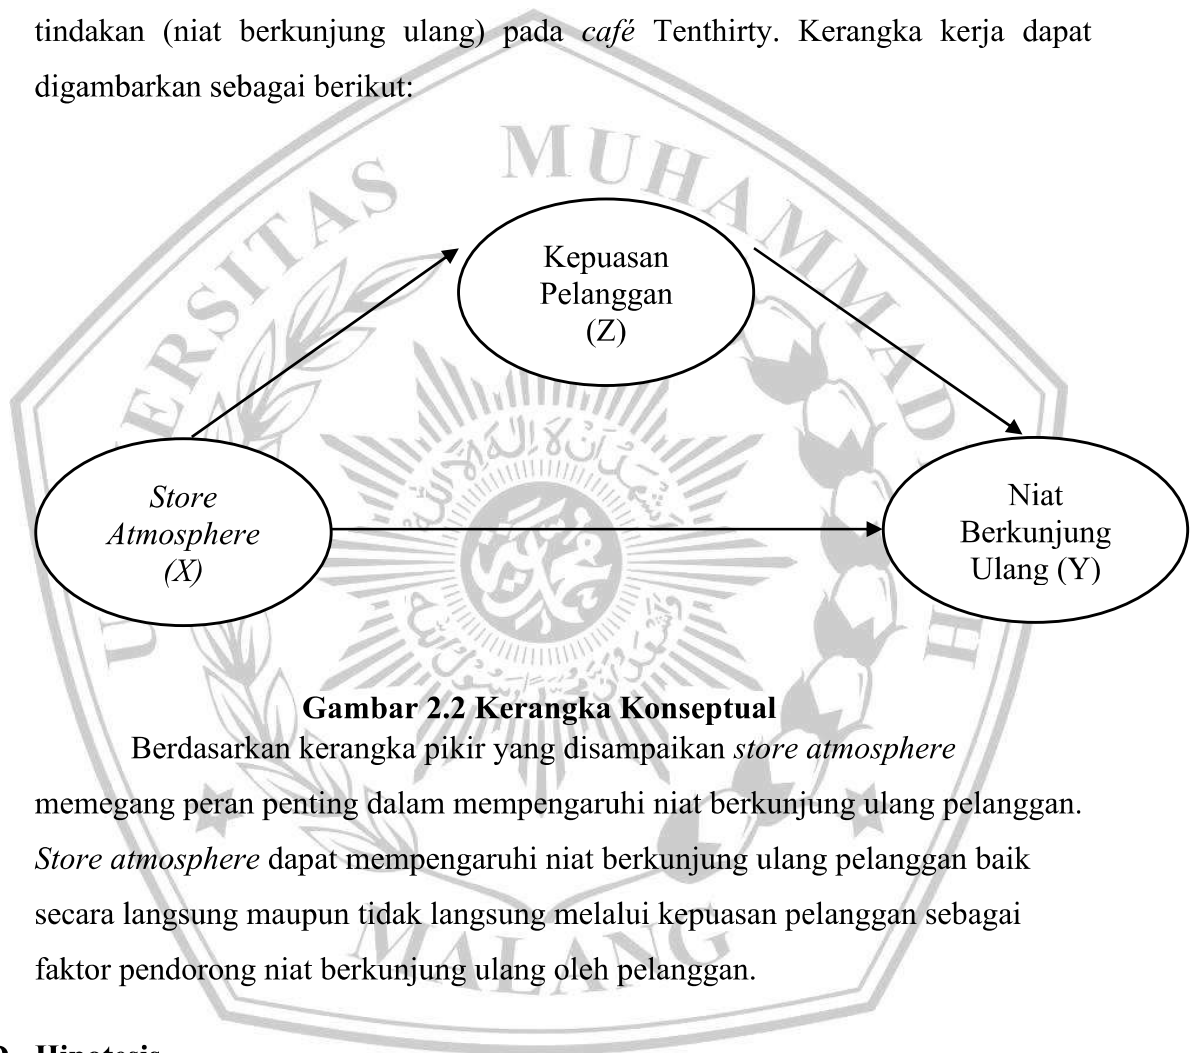 tindakan (niat berkunjung ulang) pada café Tenthirty. Kerangka kerja dapat
digambarkan sebagai berikut:
UNIVERSITAS MUHAMMADIYAH
Kepuasan
Pelanggan
(Z)
Store
Atmosphere
(X)
Niat
Berkunjung
Ulang (Y)
Gambar 2.2 Kerangka Konseptual
Berdasarkan kerangka pikir yang disampaikan store atmosphere
memegang peran penting dalam mempengaruhi niat berkunjung ulang pelanggan.
Store atmosphere dapat mempengaruhi niat berkunjung ulang pelanggan baik
secara langsung maupun tidak langsung melalui kepuasan pelanggan sebagai
faktor pendorong niat berkunjung ulang oleh pelanggan.
MALANG
Hipotesis